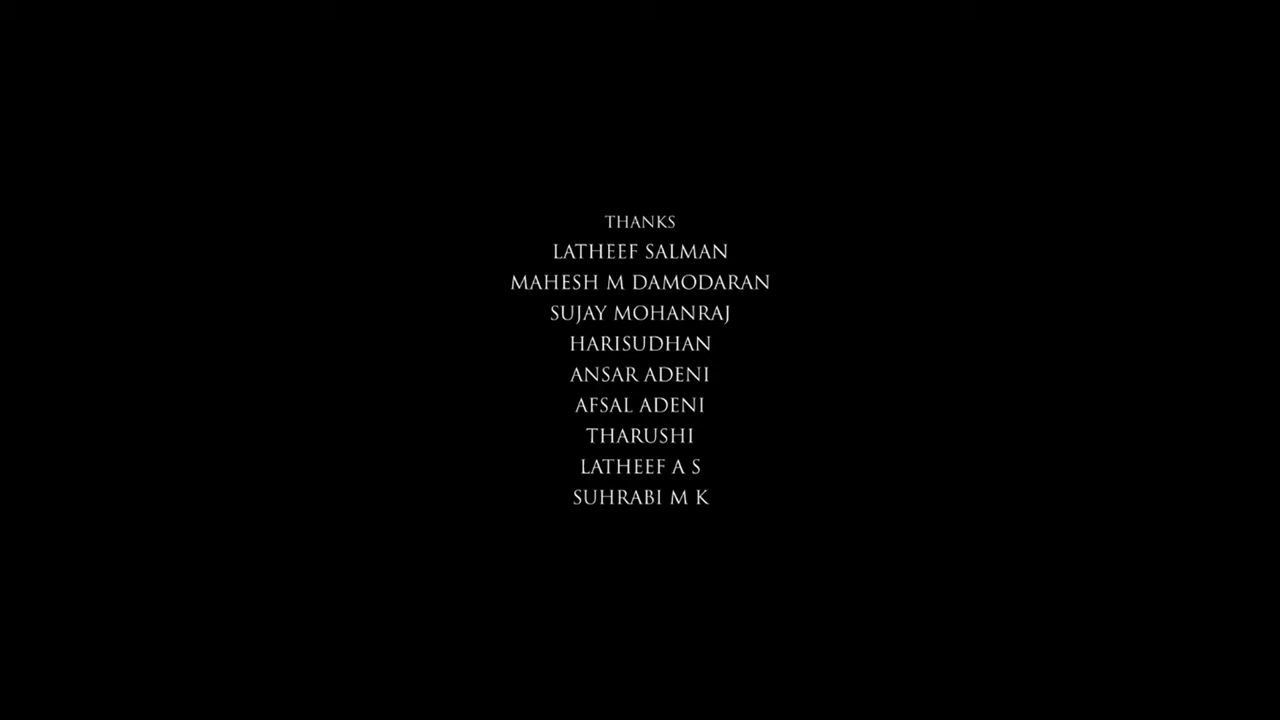 THANKS
LATHEEF SALMAN
MAHESH M DAMODARAN
SUJAY MOHANRAJ
HARISUDHAN
ANSAR ADENI
AFSAL ADENI
THARUSHI
LATHEEF A S
SUHRABI M K